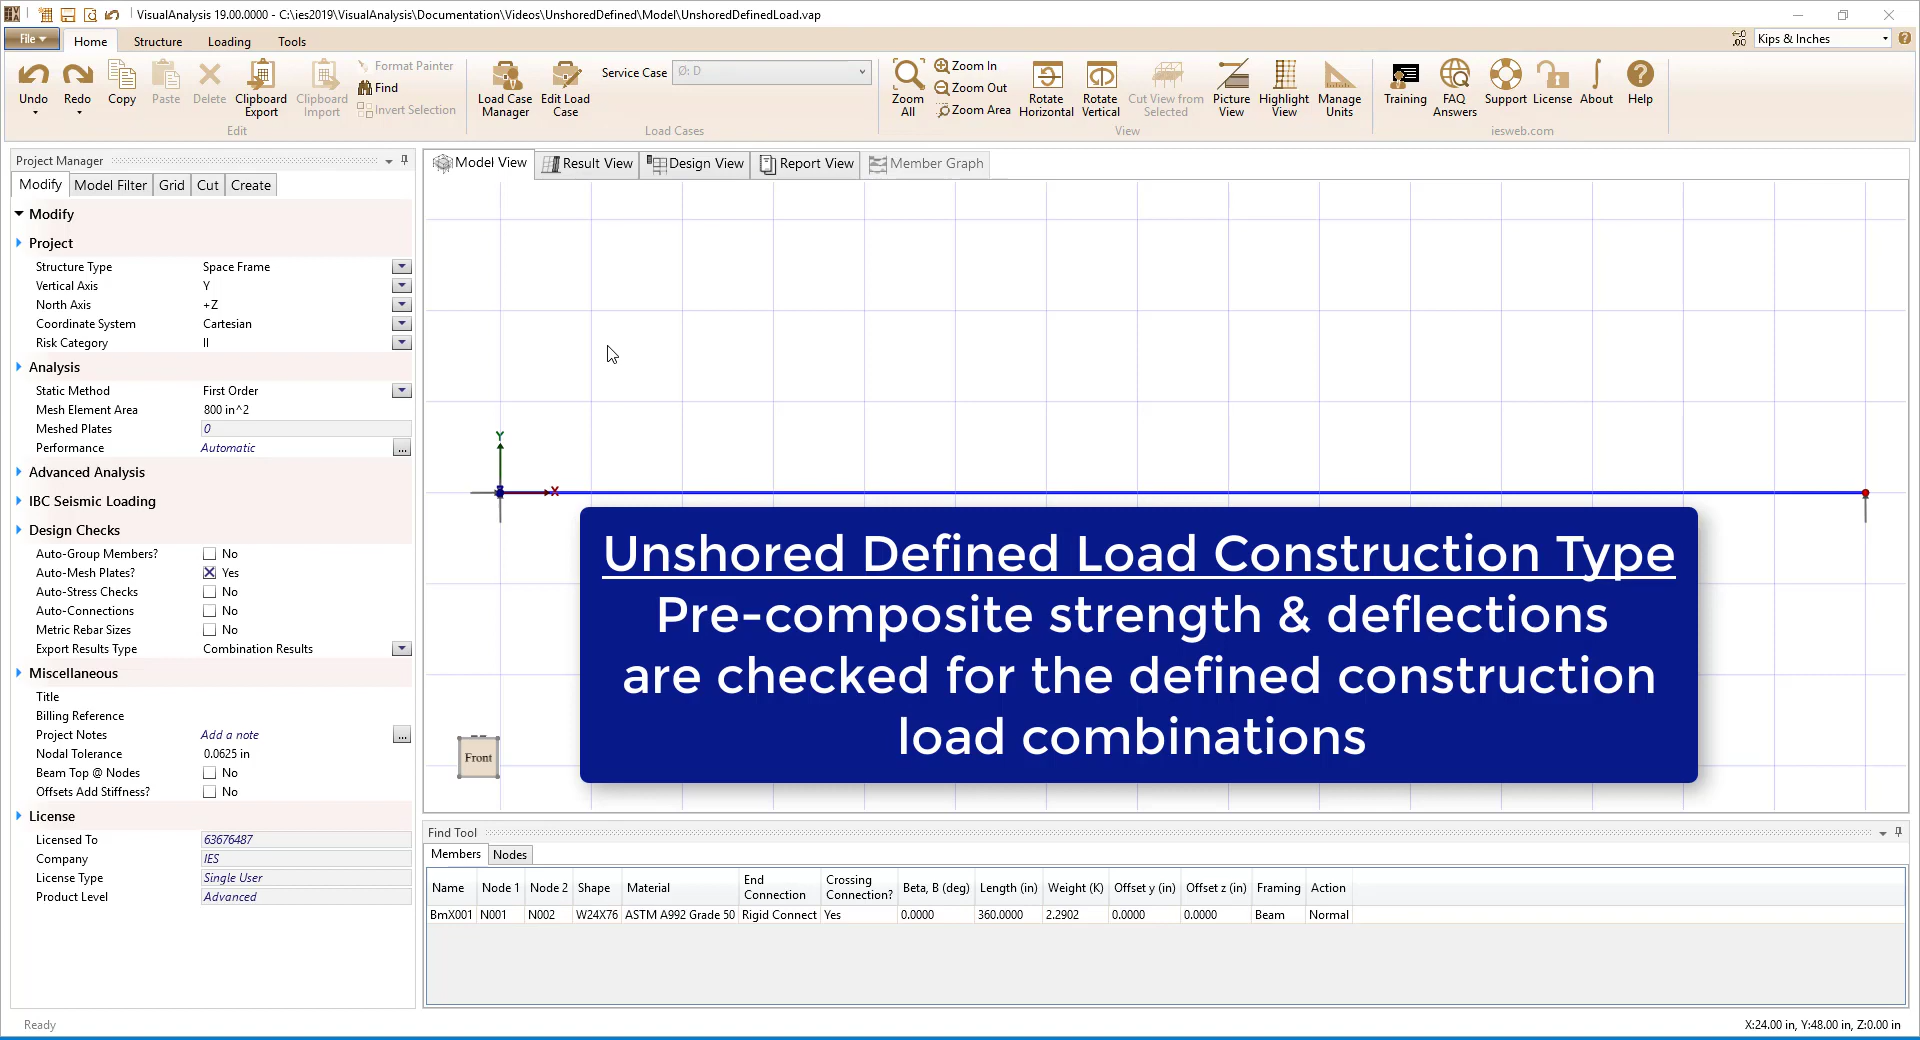 VisualAnalysis 19.00.0000 - C:\ies2019\VisualAnalysis\Documentation\Videos\UnshoredDefined\Model\UnshoredDefinedLoad.vap
File Home Structure Loading Tools
Kips & Inches
Undo Redo Copy Paste Delete Clipboard Export Clipboard Import
Format Painter
Find
Invert Selection
Edit
Load Case Manager Edit Load Case
Service Case Ø: D
Load Cases
Zoom All
Zoom In
Zoom Out
Zoom Area
Rotate Horizontal Rotate Vertical Cut View from Selected Picture View Highlight View Manage Units
View
Training FAQ Answers Support License About Help
iesweb.com
Project Manager
Modify Model Filter Grid Cut Create
Modify
Project
Structure Type Space Frame
Vertical Axis Y
North Axis +Z
Coordinate System Cartesian
Risk Category II
Analysis
Static Method First Order
Mesh Element Area 800 in^2
Meshed Plates 0
Performance Automatic ...
Advanced Analysis
IBC Seismic Loading
Design Checks
Auto-Group Members? No
Auto-Mesh Plates? Yes
Auto-Stress Checks No
Auto-Connections No
Metric Rebar Sizes No
Export Results Type Combination Results
Miscellaneous
Title
Billing Reference
Project Notes Add a note ...
Nodal Tolerance 0.0625 in
Beam Top @ Nodes No
Offsets Add Stiffness? No
License
Licensed To 63676487
Company IES
License Type Single User
Product Level Advanced
Model View Result View Design View Report View Member Graph
Y
X
Unshored Defined Load Construction Type
Pre-composite strength & deflections
are checked for the defined construction
load combinations
Front
Find Tool
Members Nodes
Name Node 1 Node 2 Shape Material End Connection Crossing Connection? Beta, B (deg) Length (in) Weight (K) Offset y (in) Offset z (in) Framing Action
BmX001 N001 N002 W24X76 ASTM A992 Grade 50 Rigid Connect Yes 0.0000 360.0000 2.2902 0.0000 0.0000 Beam Normal
Ready
X:24.00 in, Y:48.00 in, Z:0.00 in